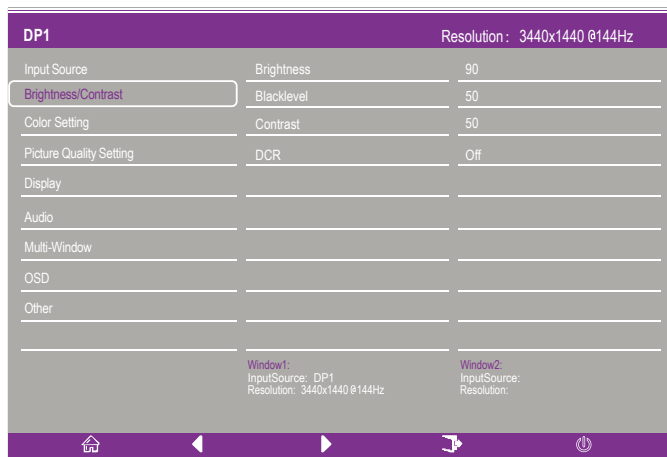 DP1 Resolution: 3440x1440 @144Hz
Input Source Brightness 90
Brightness/Contrast Blacklevel 50
Color Setting Contrast 50
Picture Quality Setting DCR Off
Display
Audio
Multi-Window
OSD
Other
Window1: Window2:
InputSource: DP1 InputSource:
Resolution: 3440x1440@144Hz Resolution: